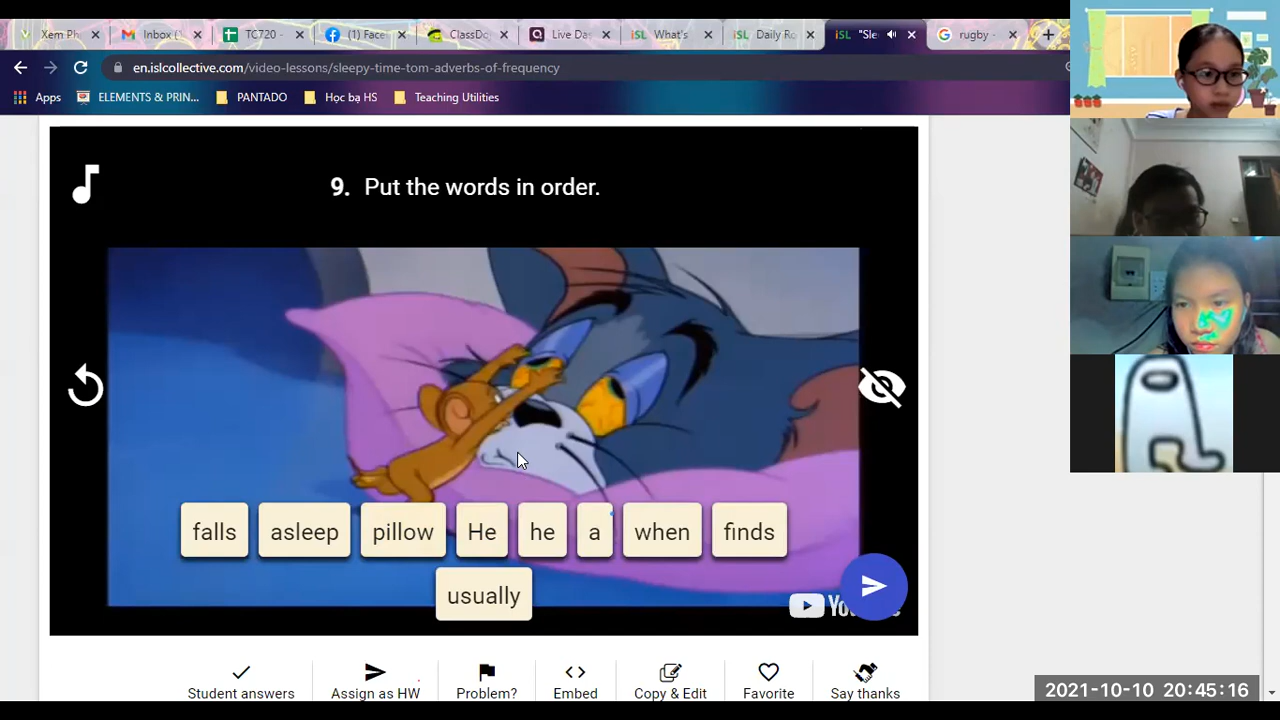 Xem Ph
Inbox (
TC720 -
(1) Face
ClassDo
Live Das
What's
Daily Ro
"Sle
rugby -
en.islcollective.com/video-lessons/sleepy-time-tom-adverbs-of-frequency
Apps
ELEMENTS & PRIN...
PANTADO
Học bạ HS
Teaching Utilities
9. Put the words in order.
falls asleep pillow He he a when finds
usually
Student answers
Assign as HW
Problem?
Embed
Copy & Edit
Favorite
Say thanks
2021-10-10 20:45:16